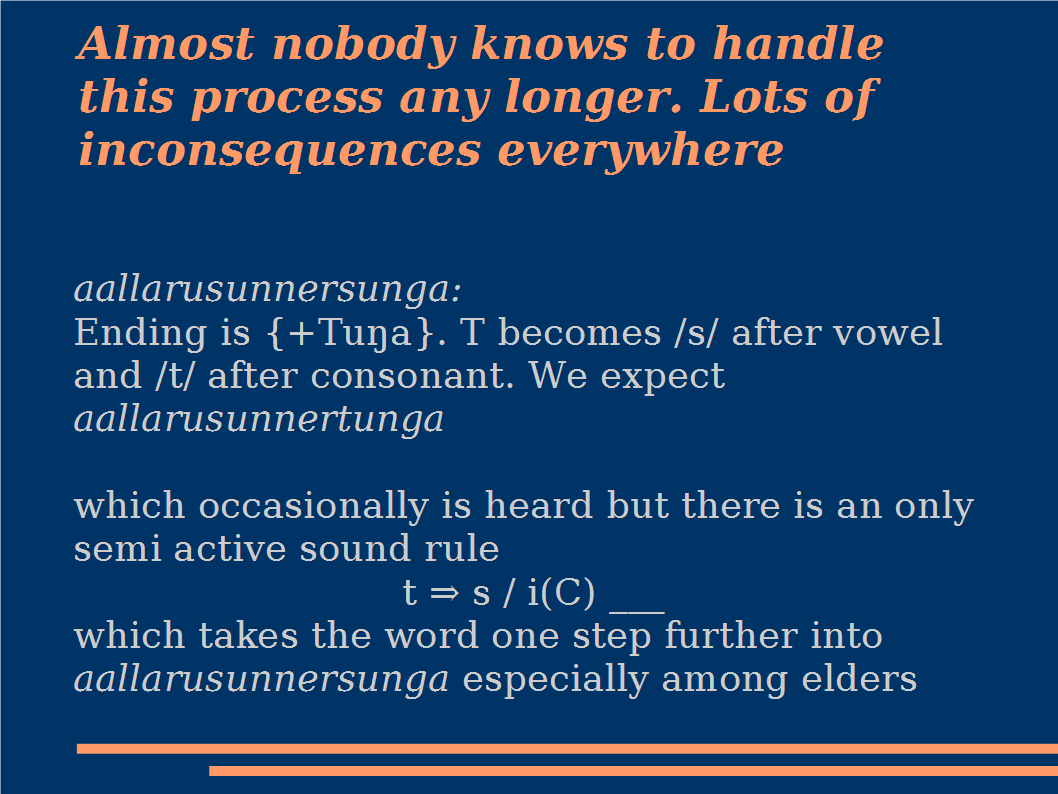 Almost nobody knows to handle
this process any longer. Lots of
inconsequences everywhere
aallarusunnersunga:
Ending is {+Tuŋa}. T becomes /s/ after vowel
and /t/ after consonant. We expect
aallarusunnertunga
which occasionally is heard but there is an only
semi active sound rule
t ⇒ s / i(C) ___
which takes the word one step further into
aallarusunnersunga especially among elders